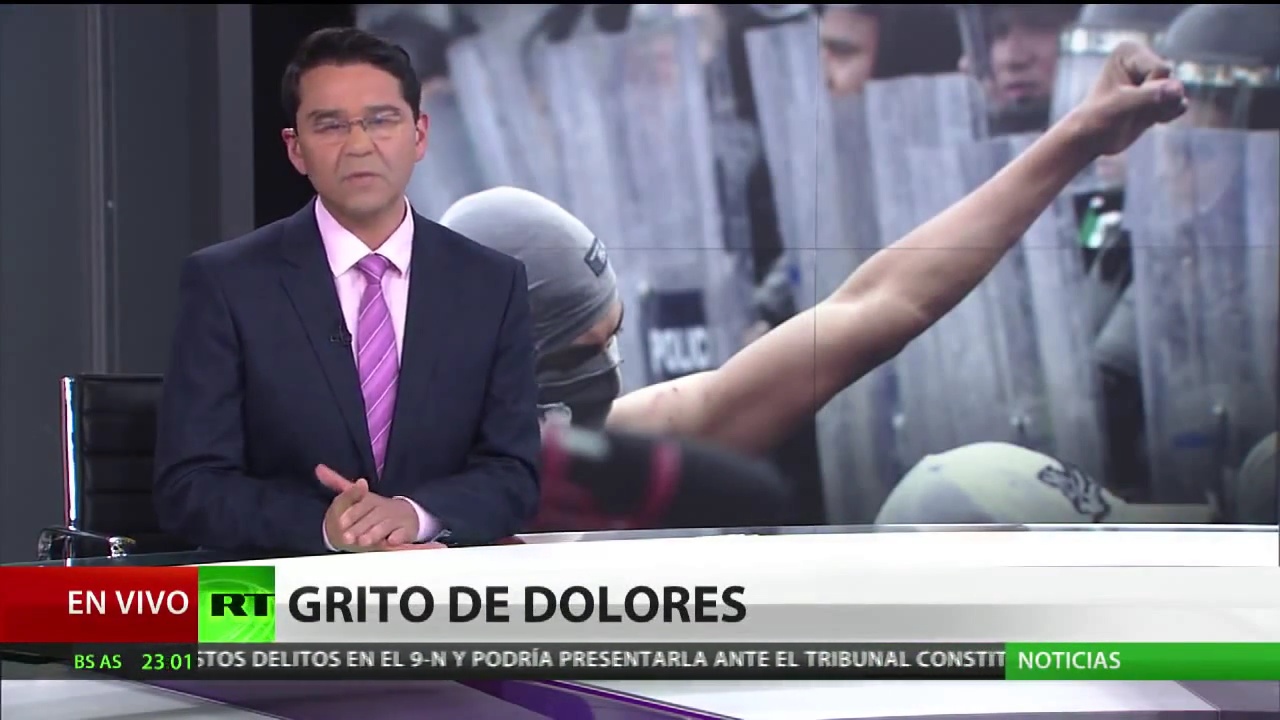 POLIC
EN VIVO
RT
GRITO DE DOLORES
BS AS 23:01
STOS DELITOS EN EL 9-N Y PODRÍA PRESENTARLA ANTE EL TRIBUNAL CONSTIT
NOTICIAS